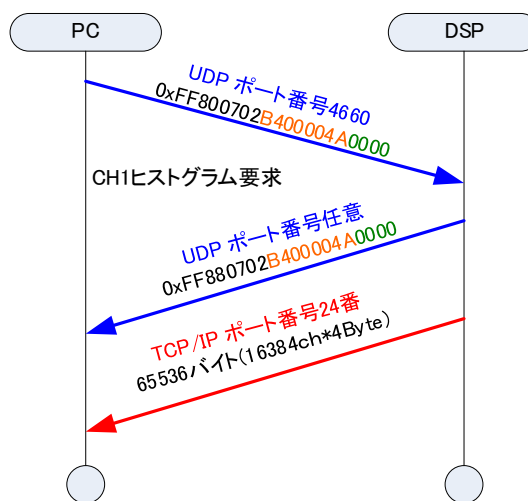 PC
DSP
UDP ポート番号4660
0xFF800702B400004A0000
CH1ヒストグラム要求
UDP ポート番号任意
0xFF880702B400004A0000
TCP/IP ポート番号24番
65536バイト(16384ch*4Byte)